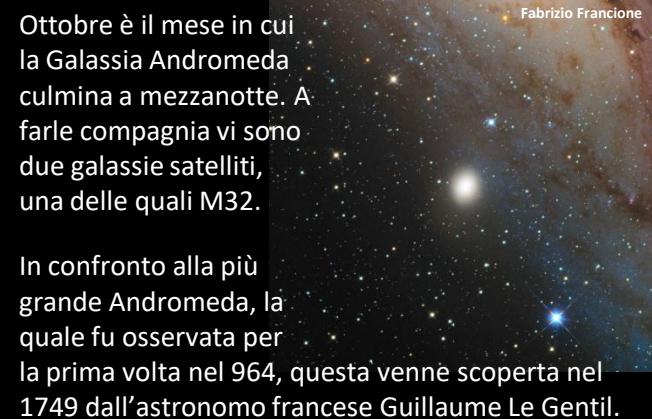 Fabrizio Francione
Ottobre è il mese in cui
la Galassia Andromeda
culmina a mezzanotte. A
farle compagnia vi sono
due galassie satelliti,
una delle quali M32.
In confronto alla più
grande Andromeda, la
quale fu osservata per
la prima volta nel 964, questa venne scoperta nel
1749 dall’astronomo francese Guillaume Le Gentil.